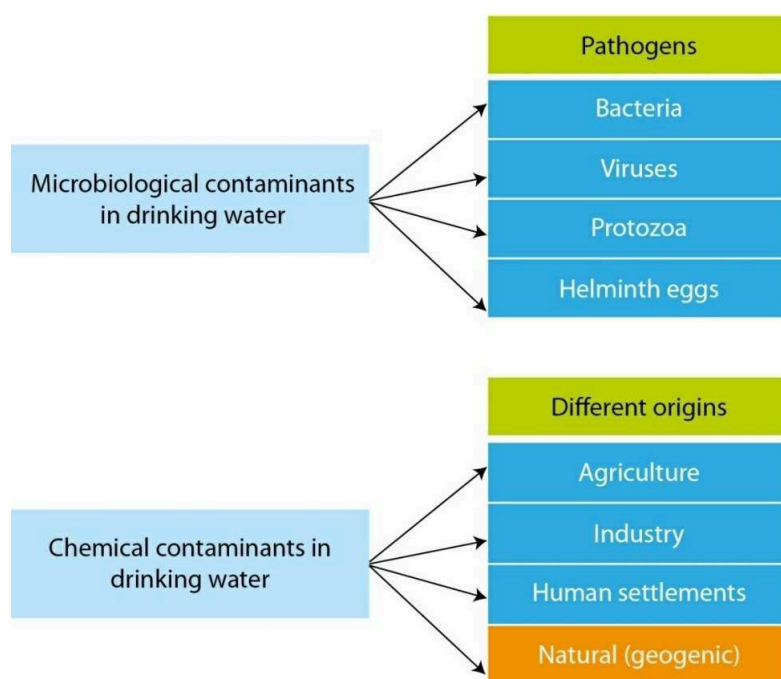 Pathogens
Bacteria
Microbiological contaminants
in drinking water
Viruses
Protozoa
Helminth eggs
Different origins
Agriculture
Chemical contaminants in
drinking water
Industry
Human settlements
Natural (geogenic)